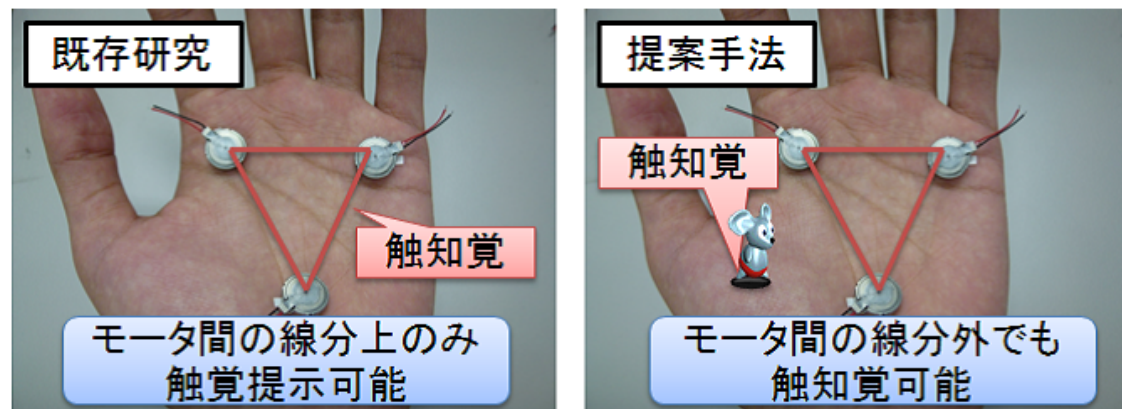 既存研究
触知覚
モータ間の線分上のみ
触覚提示可能
提案手法
触知覚
モータ間の線分外でも
触知覚可能